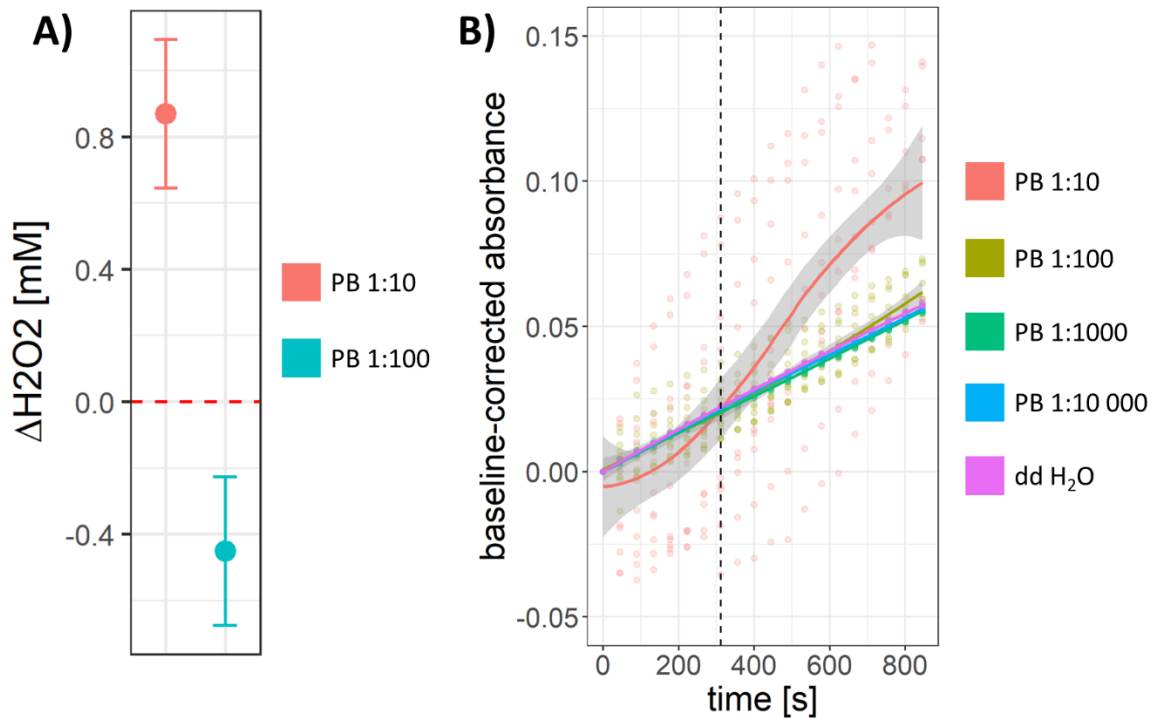 A)
ΔH2O2 [mM]
0.8
0.4
0.0
-0.4
PB 1:10
PB 1:100
B)
baseline-corrected absorbance
0.15
0.10
0.05
0.00
-0.05
0 200 400 600 800
time [s]
PB 1:10
PB 1:100
PB 1:1000
PB 1:10 000
dd H₂O